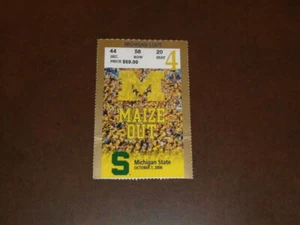 44 58 20
SEC. ROW SEAT
PRICE $69.00
4
M
MAIZE
OUT
S
Michigan State
OCTOBER 7, 2006